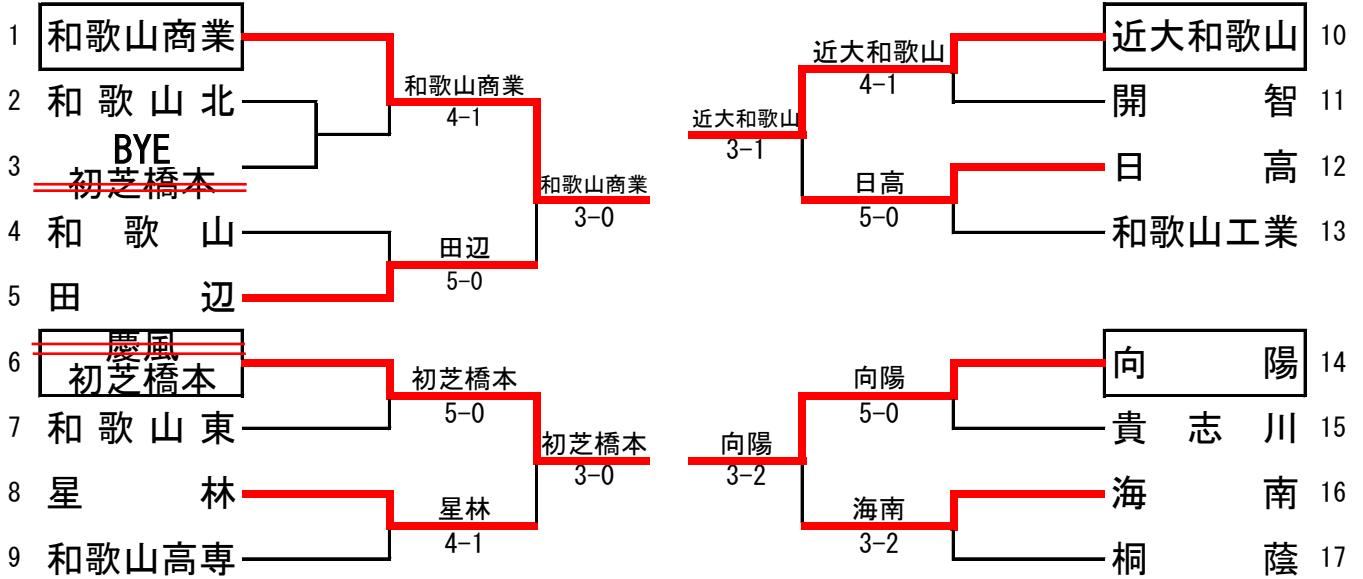 1 和歌山商業
2 和歌山北
BYE
3 初芝橋本
4 和歌山
5 田辺
6 慶風
初芝橋本
7 和歌山東
8 星林
9 和歌山高専
和歌山商業
4-1
田辺
5-0
初芝橋本
5-0
星林
4-1
和歌山商業
3-0
初芝橋本
3-0
近大和歌山
3-1
向陽
3-2
近大和歌山
4-1
日高
5-0
向陽
5-0
海南
3-2
近大和歌山 10
開智 11
日高 12
和歌山工業 13
向陽 14
貴志川 15
海南 16
桐蔭 17